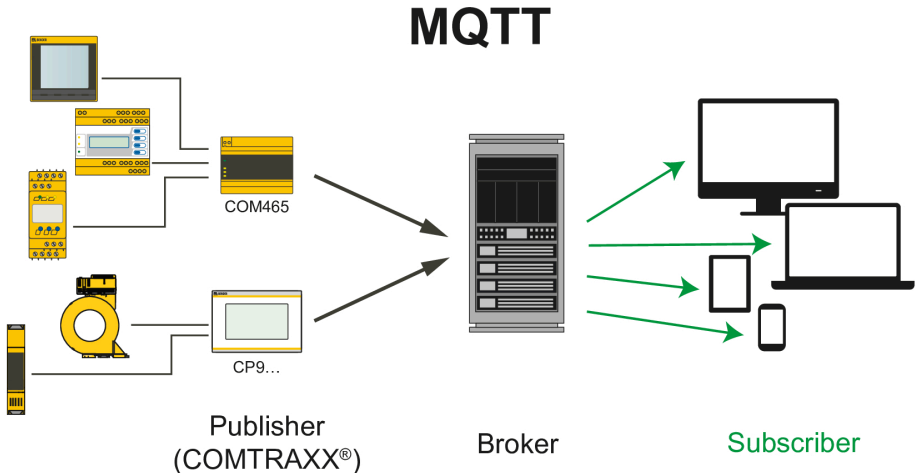 MQTT
COM465
CP9...
Publisher
(COMTRAXX®)
Broker
Subscriber